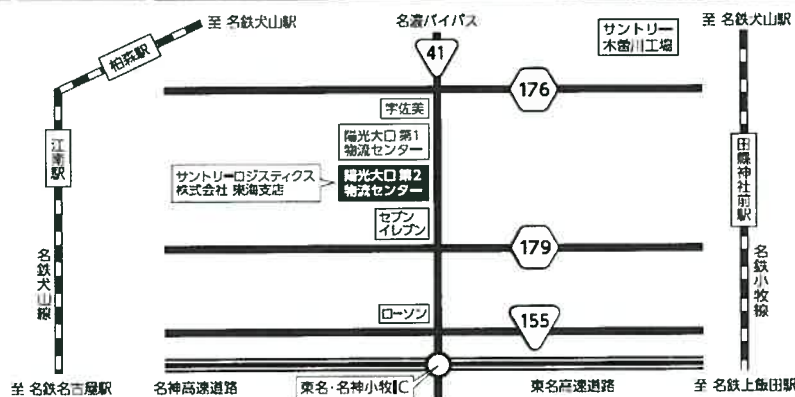 至 名鉄犬山駅
名濃バイパス
サントリー
木曽川工場
至 名鉄犬山駅
柏森駅
41
176
宇佐美
陽光大口 第1
物流センター
江南駅
サントリーロジスティクス
株式会社 東海支店
陽光大口 第2
物流センター
田縣神社前駅
セブン
イレブン
179
名鉄犬山線
名鉄小牧線
ローソン
155
至 名鉄名古屋駅
名神高速道路
東名・名神小牧IC
東名高速道路
至 名鉄上飯田駅